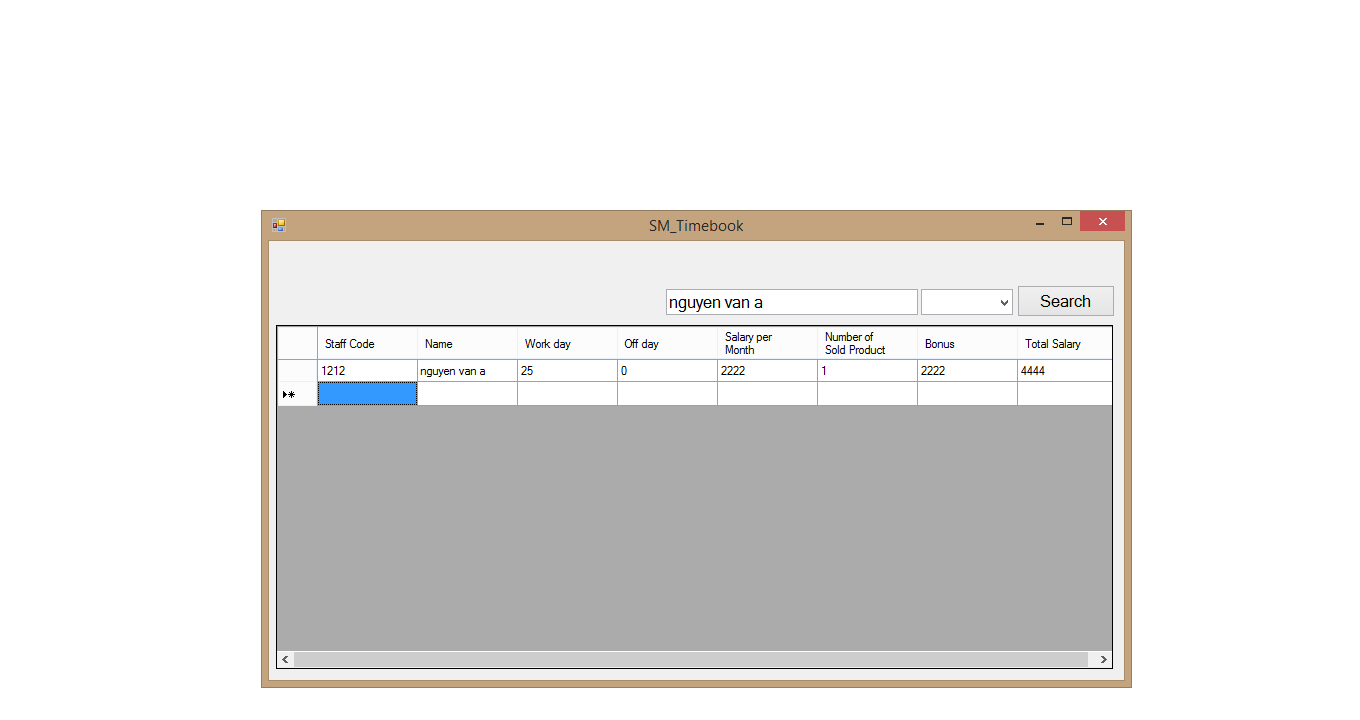 SM_Timebook
nguyen van a
Search
Staff Code Name Work day Off day Salary per Month Number of Sold Product Bonus Total Salary
1212 nguyen van a 25 0 2222 1 2222 4444